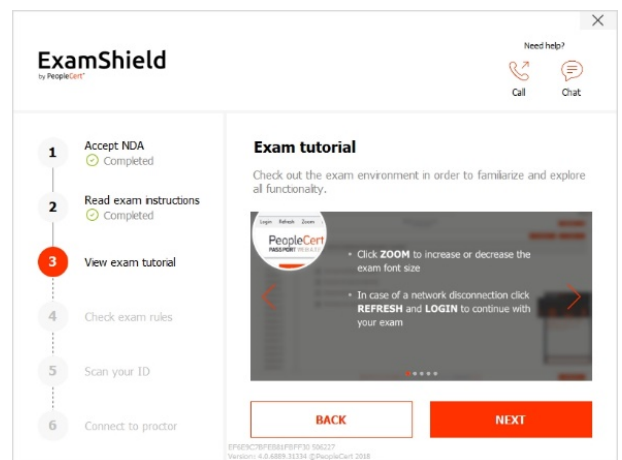 Need help?
ExamShield
by PeopleCert
Call
Chat
1
Accept NDA
Completed
2
Read exam instructions
Completed
3
View exam tutorial
4
Check exam rules
5
Scan your ID
6
Connect to proctor
Exam tutorial
Check out the exam environment in order to familiarize and explore
all functionality.
Login Refresh Zoom
PeopleCert
PASSPORT
• Click ZOOM to increase or decrease the
exam font size
• In case of a network disconnection click
REFRESH and LOGIN to continue with
your exam
BACK
NEXT
506227
Version: 4.0.6889.31334 ©PeopleCert 2018